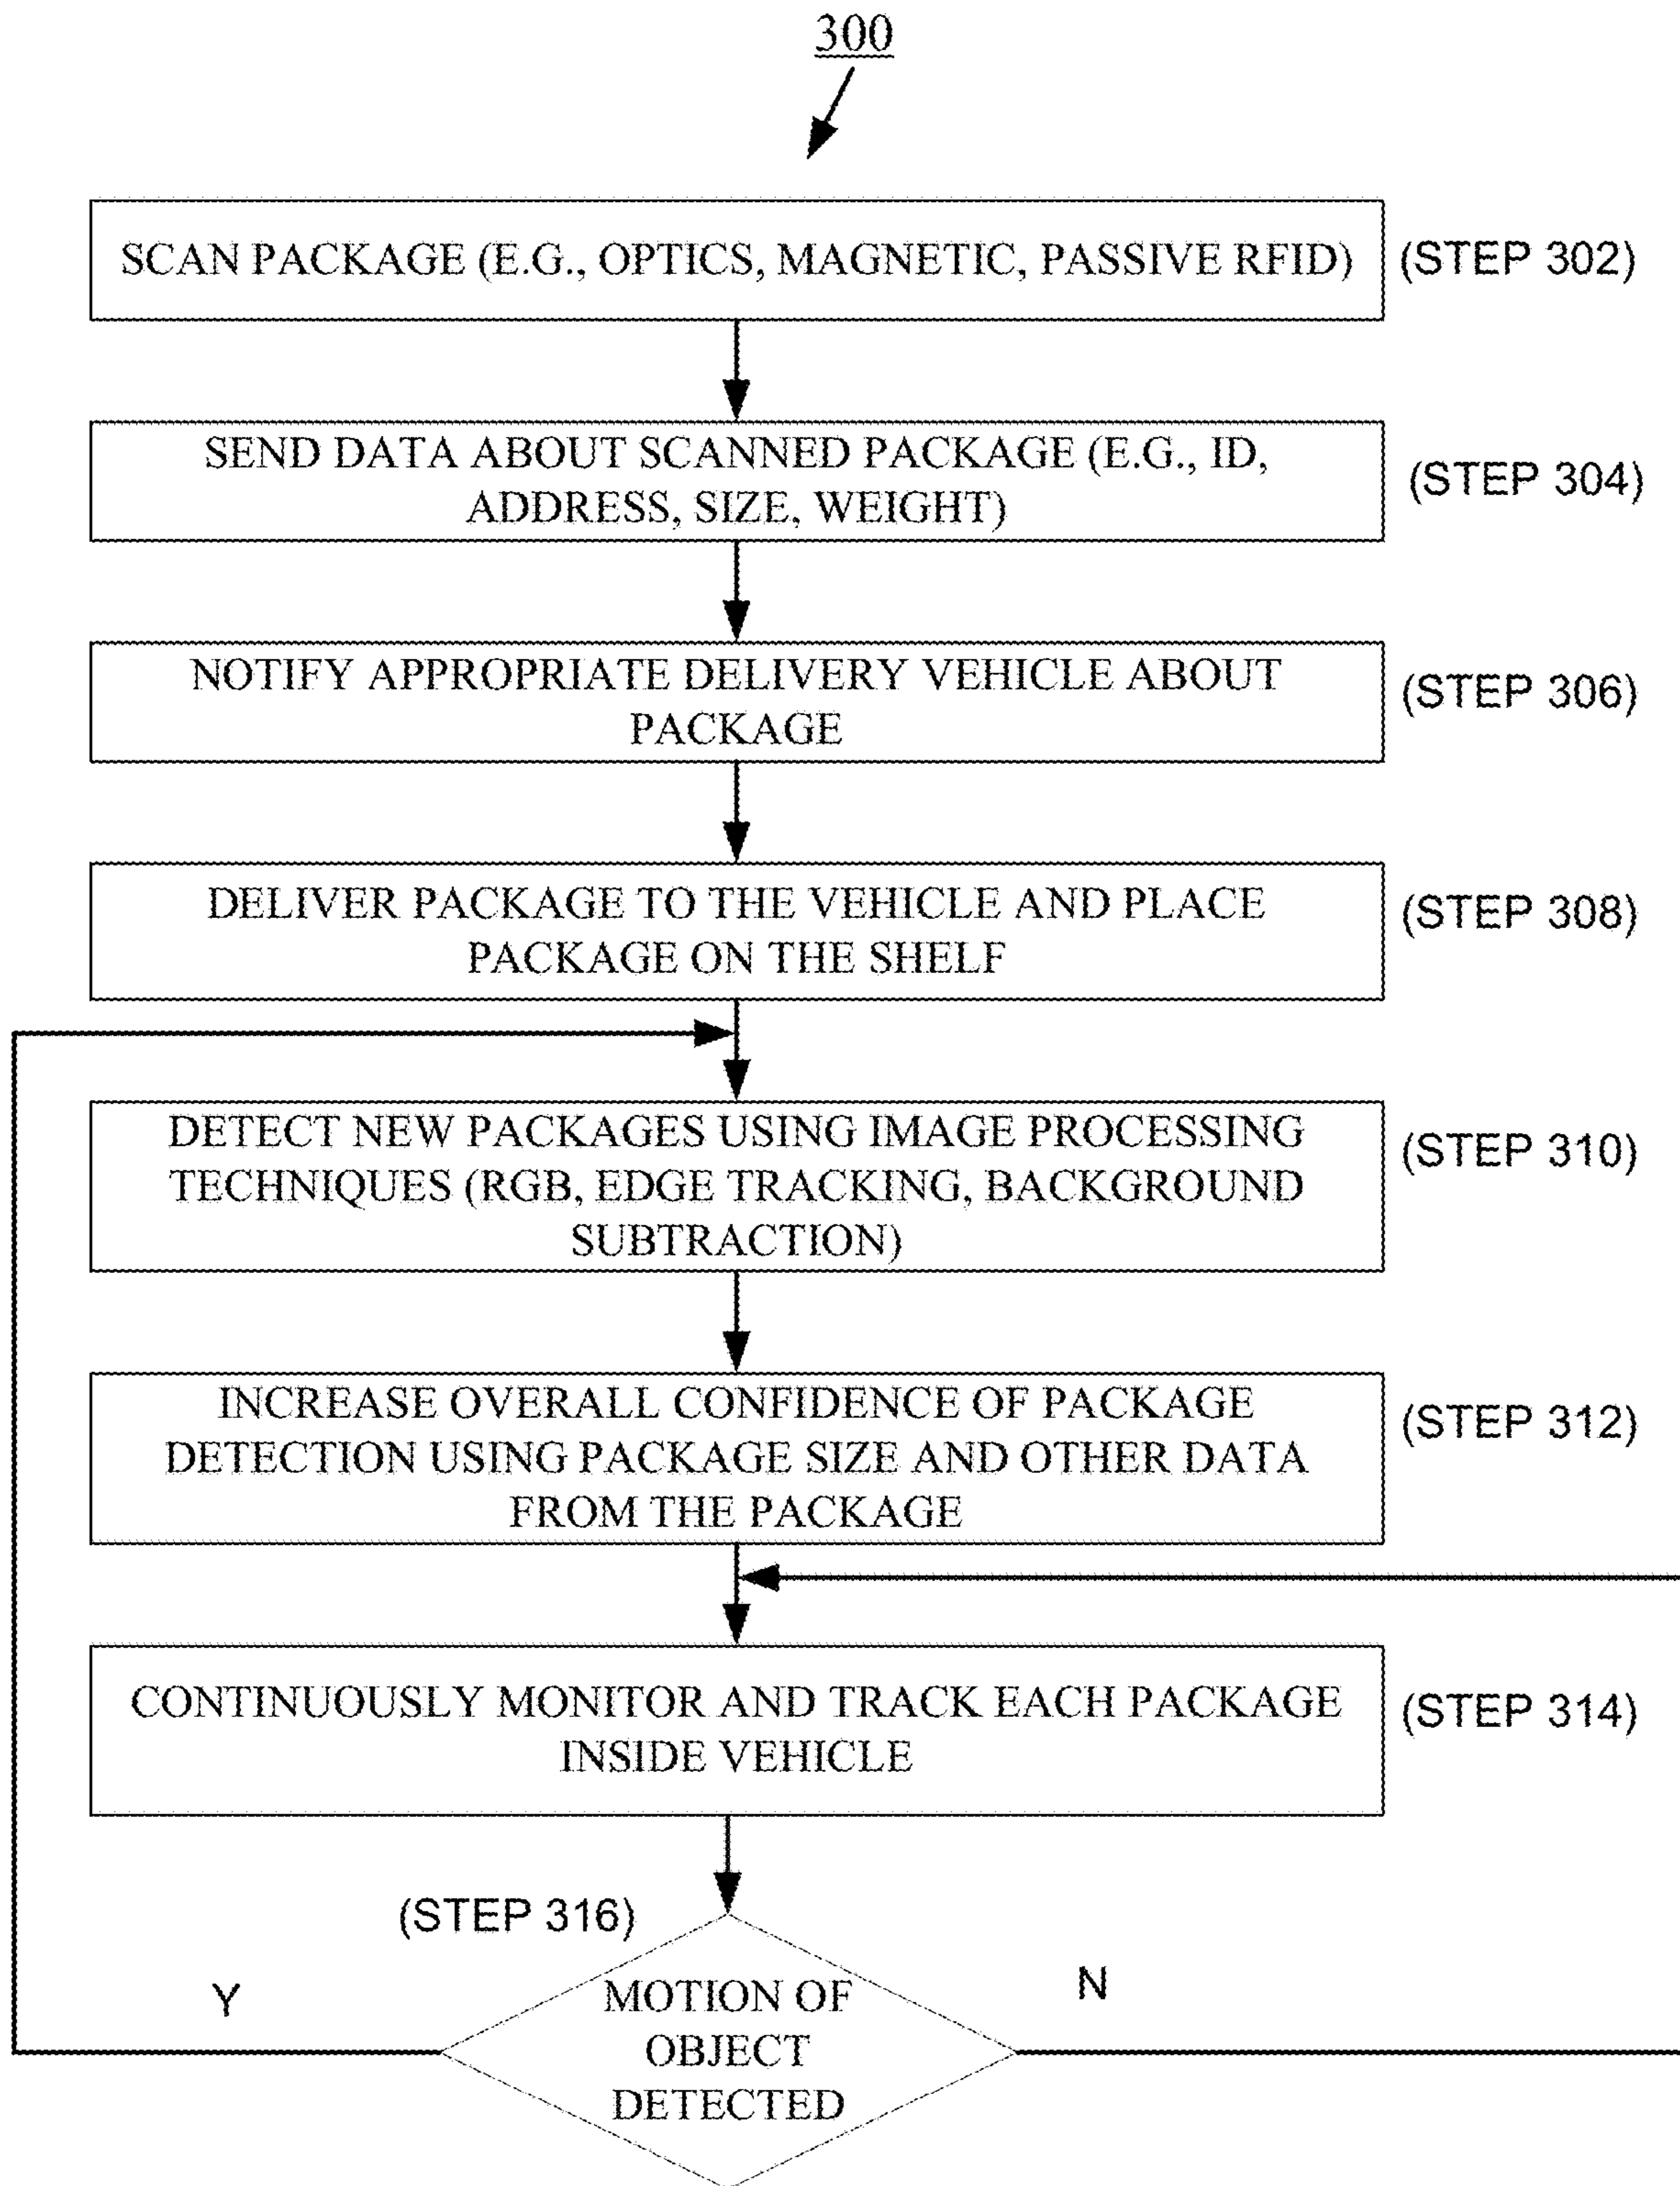 300
SCAN PACKAGE (E.G., OPTICS, MAGNETIC, PASSIVE RFID)
(STEP 302)
SEND DATA ABOUT SCANNED PACKAGE (E.G., ID,
ADDRESS, SIZE, WEIGHT)
(STEP 304)
NOTIFY APPROPRIATE DELIVERY VEHICLE ABOUT
PACKAGE
(STEP 306)
DELIVER PACKAGE TO THE VEHICLE AND PLACE
PACKAGE ON THE SHELF
(STEP 308)
DETECT NEW PACKAGES USING IMAGE PROCESSING
TECHNIQUES (RGB, EDGE TRACKING, BACKGROUND
SUBTRACTION)
(STEP 310)
INCREASE OVERALL CONFIDENCE OF PACKAGE
DETECTION USING PACKAGE SIZE AND OTHER DATA
FROM THE PACKAGE
(STEP 312)
CONTINUOUSLY MONITOR AND TRACK EACH PACKAGE
INSIDE VEHICLE
(STEP 314)
(STEP 316)
Y
MOTION OF
OBJECT
DETECTED
N